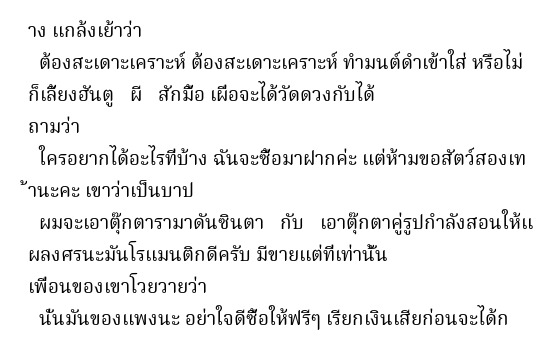 าง แกล้งเย้าว่า
ต้องสะเดาะเคราะห์ ต้องสะเดาะเคราะห์ ทำมนต์ดำเข้าใส่ หรือไม่
ก็เลี้ยงฮันตู ผี สักมื้อ เผื่อจะได้วัดดวงกับได้
ถามว่า
ใครอยากได้อะไรที่บ้าง ฉันจะซื้อมาฝากค่ะ แต่ห้ามขอสัตว์สองเท
้านะคะ เขาว่าเป็นบาป
ผมจะเอาตุ๊กตารามาดันซินตา กับ เอาตุ๊กตาคู่รูปกำลังสอนให้แ
ผลงศรนะมันโรแมนติกดีครับ มีขายแต่ที่เท่านั้น
เพื่อนของเขาโวยวายว่า
นั้นมันของแพงนะ อย่าใจดีซื้อให้ฟรีๆ เรียกเงินเสียก่อนจะได้ก